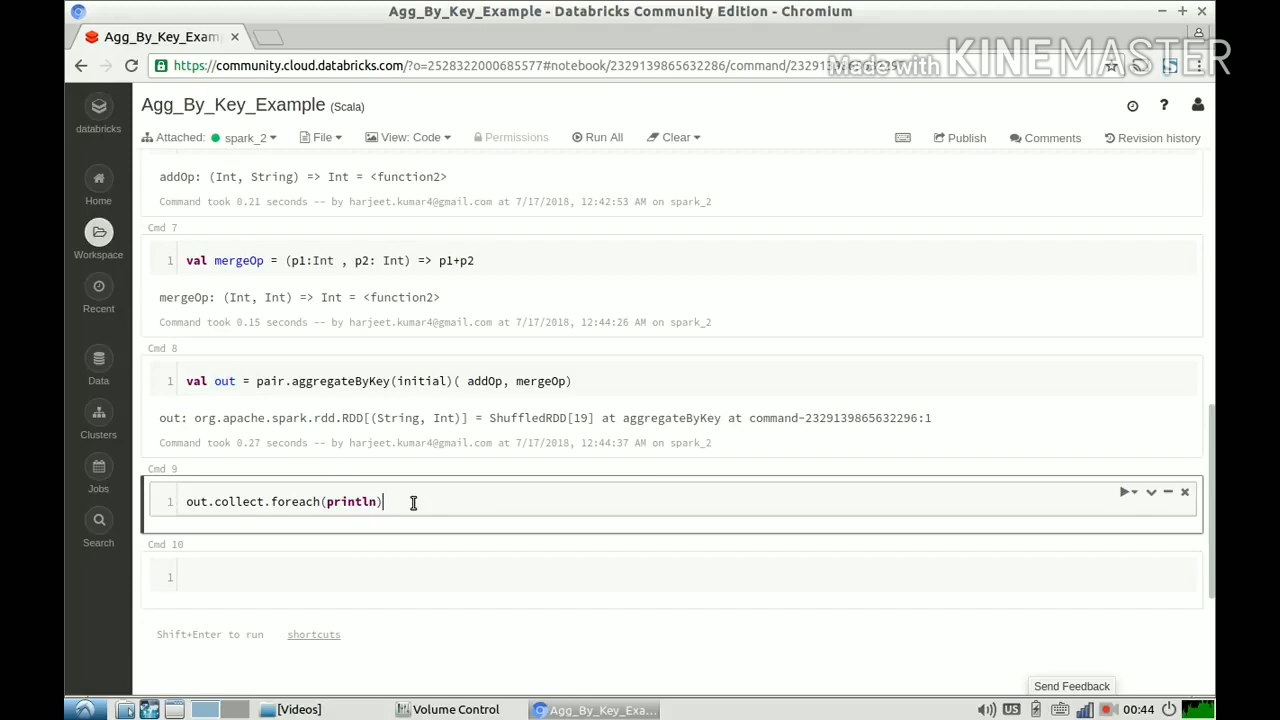 Agg_By_Key_Example - Databricks Community Edition - Chromium
Agg_By_Key_Exam
Made with KINEMASTER
https://community.cloud.databricks.com/?o=2328322003915577#notebook/2329139865632286/command/
Agg_By_Key_Example (Scala)
Attached: spark_2 File View: Code Permissions Run All Clear Publish Comments Revision history
databricks
Home
Workspace
Recent
Data
Clusters
Jobs
Search
addOp: (Int, String) => Int = <function2>
Command took 0.21 seconds -- by harjeet.kumar4@gmail.com at 7/17/2018, 12:42:53 AM on spark_2
Cmd 7
1 val mergeOp = (p1:Int , p2: Int) => p1+p2
mergeOp: (Int, Int) => Int = <function2>
Command took 0.15 seconds -- by harjeet.kumar4@gmail.com at 7/17/2018, 12:44:26 AM on spark_2
Cmd 8
1 val out = pair.aggregateByKey(initial)( addOp, mergeOp)
out: org.apache.spark.rdd.RDD[(String, Int)] = ShuffledRDD[19] at aggregateByKey at command-2329139865632296:1
Command took 0.27 seconds -- by harjeet.kumar4@gmail.com at 7/17/2018, 12:44:37 AM on spark_2
Cmd 9
1 out.collect.foreach(println)
Cmd 10
1
Shift+Enter to run shortcuts
Send Feedback
[Videos] Volume Control Agg_By_Key_Exa... US 00:44